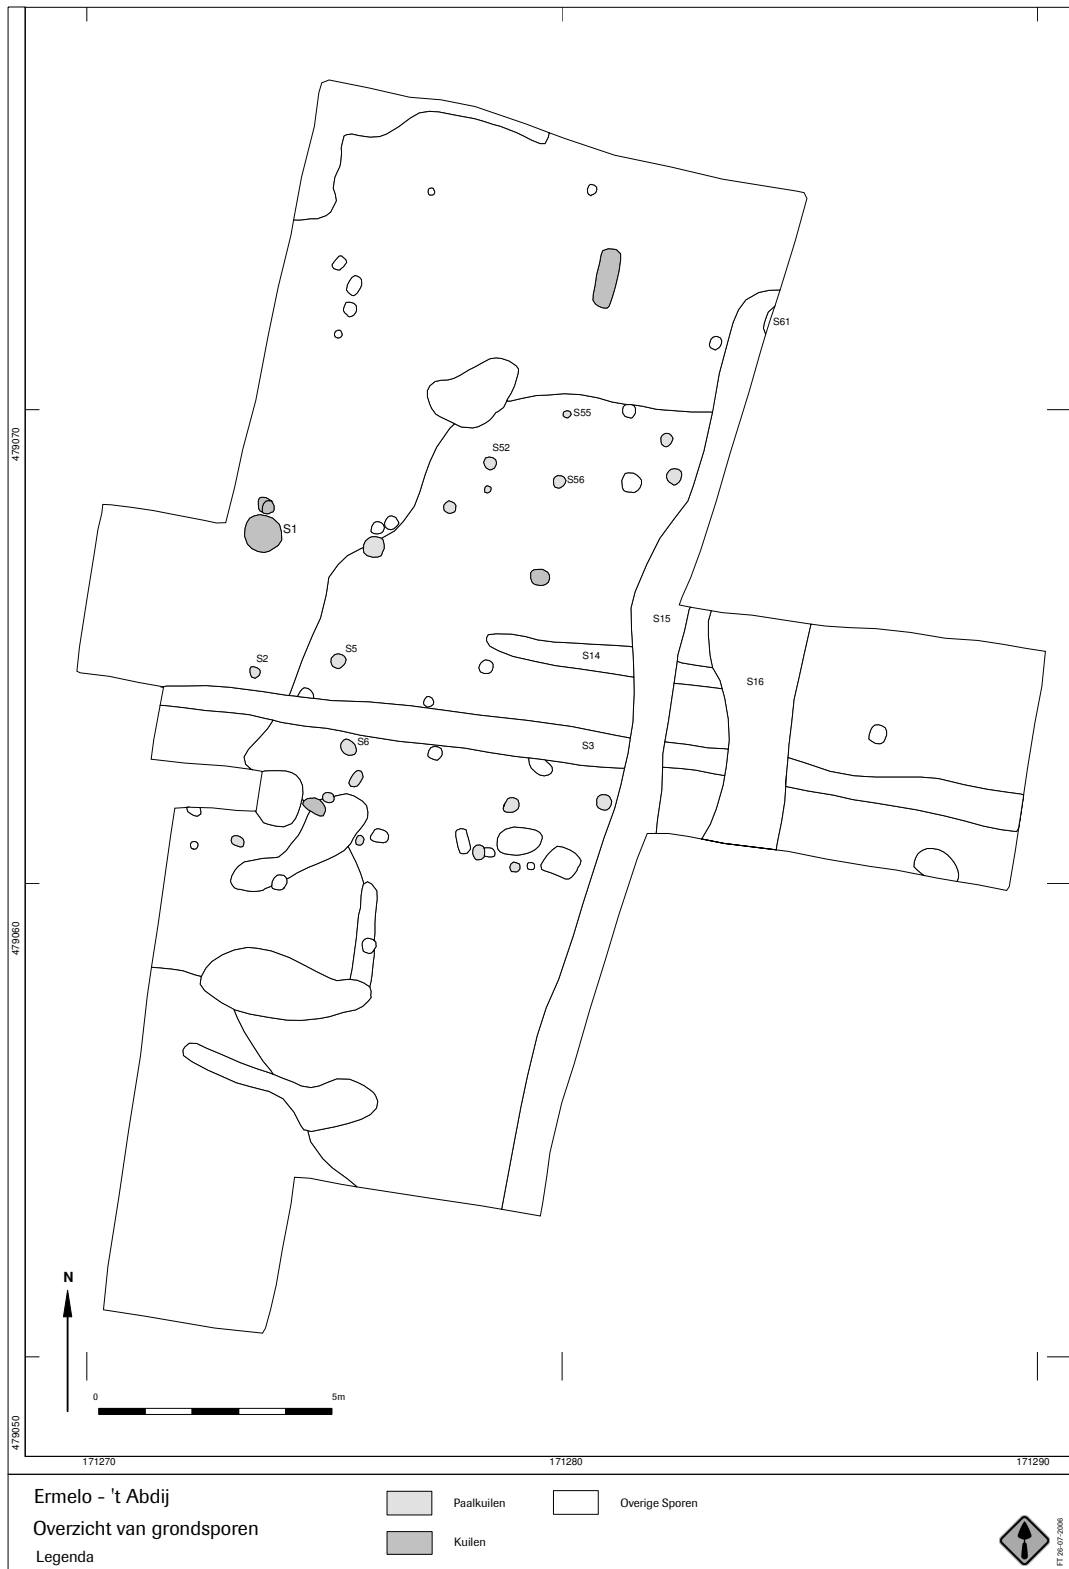 S61
S55
S52
S56
S1
S15
S5
S14
S2
S16
S6
S3
479070
479060
479050
N
0 5m
171270 171280 171290
Ermelo - 't Abdij
Overzicht van grondsporen
Legenda
Paalkuilen
Kuilen
Overige Sporen
FT 26-07-2006